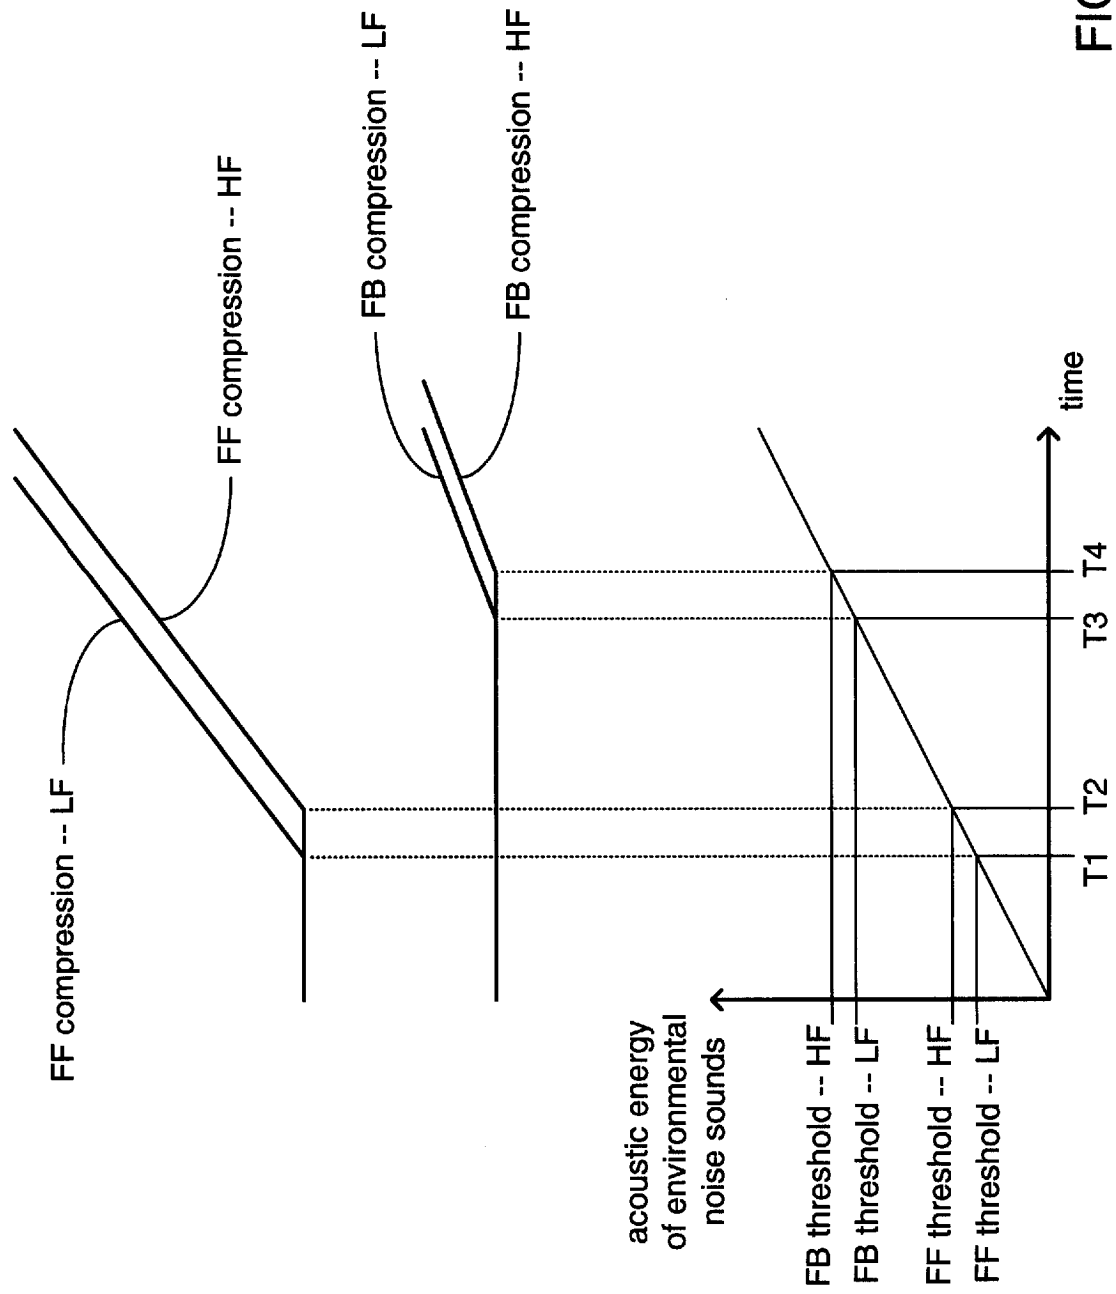 FF compression -- LF
FF compression -- HF
FB compression -- LF
FB compression -- HF
acoustic energy
of environmental
noise sounds
FB threshold -- HF
FB threshold -- LF
FF threshold -- HF
FF threshold -- LF
T1
T2
T3
T4
time